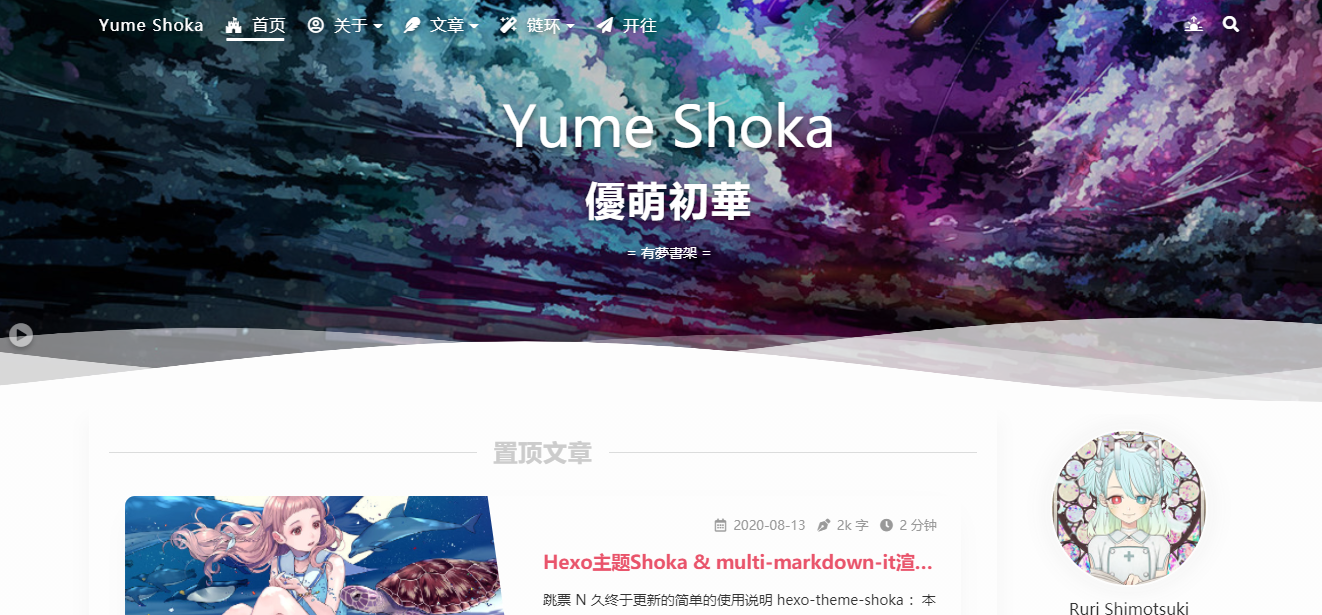 Yume Shoka 首页 关于 文章 链环 开往
Yume Shoka
優萌初華
= 有夢書架 =
置顶文章
2020-08-13 2k 字 2 分钟
Hexo主题Shoka & multi-markdown-it渲...
跳票 N 久终于更新的简单的使用说明 hexo-theme-shoka： 本
Ruri Shimotsuki